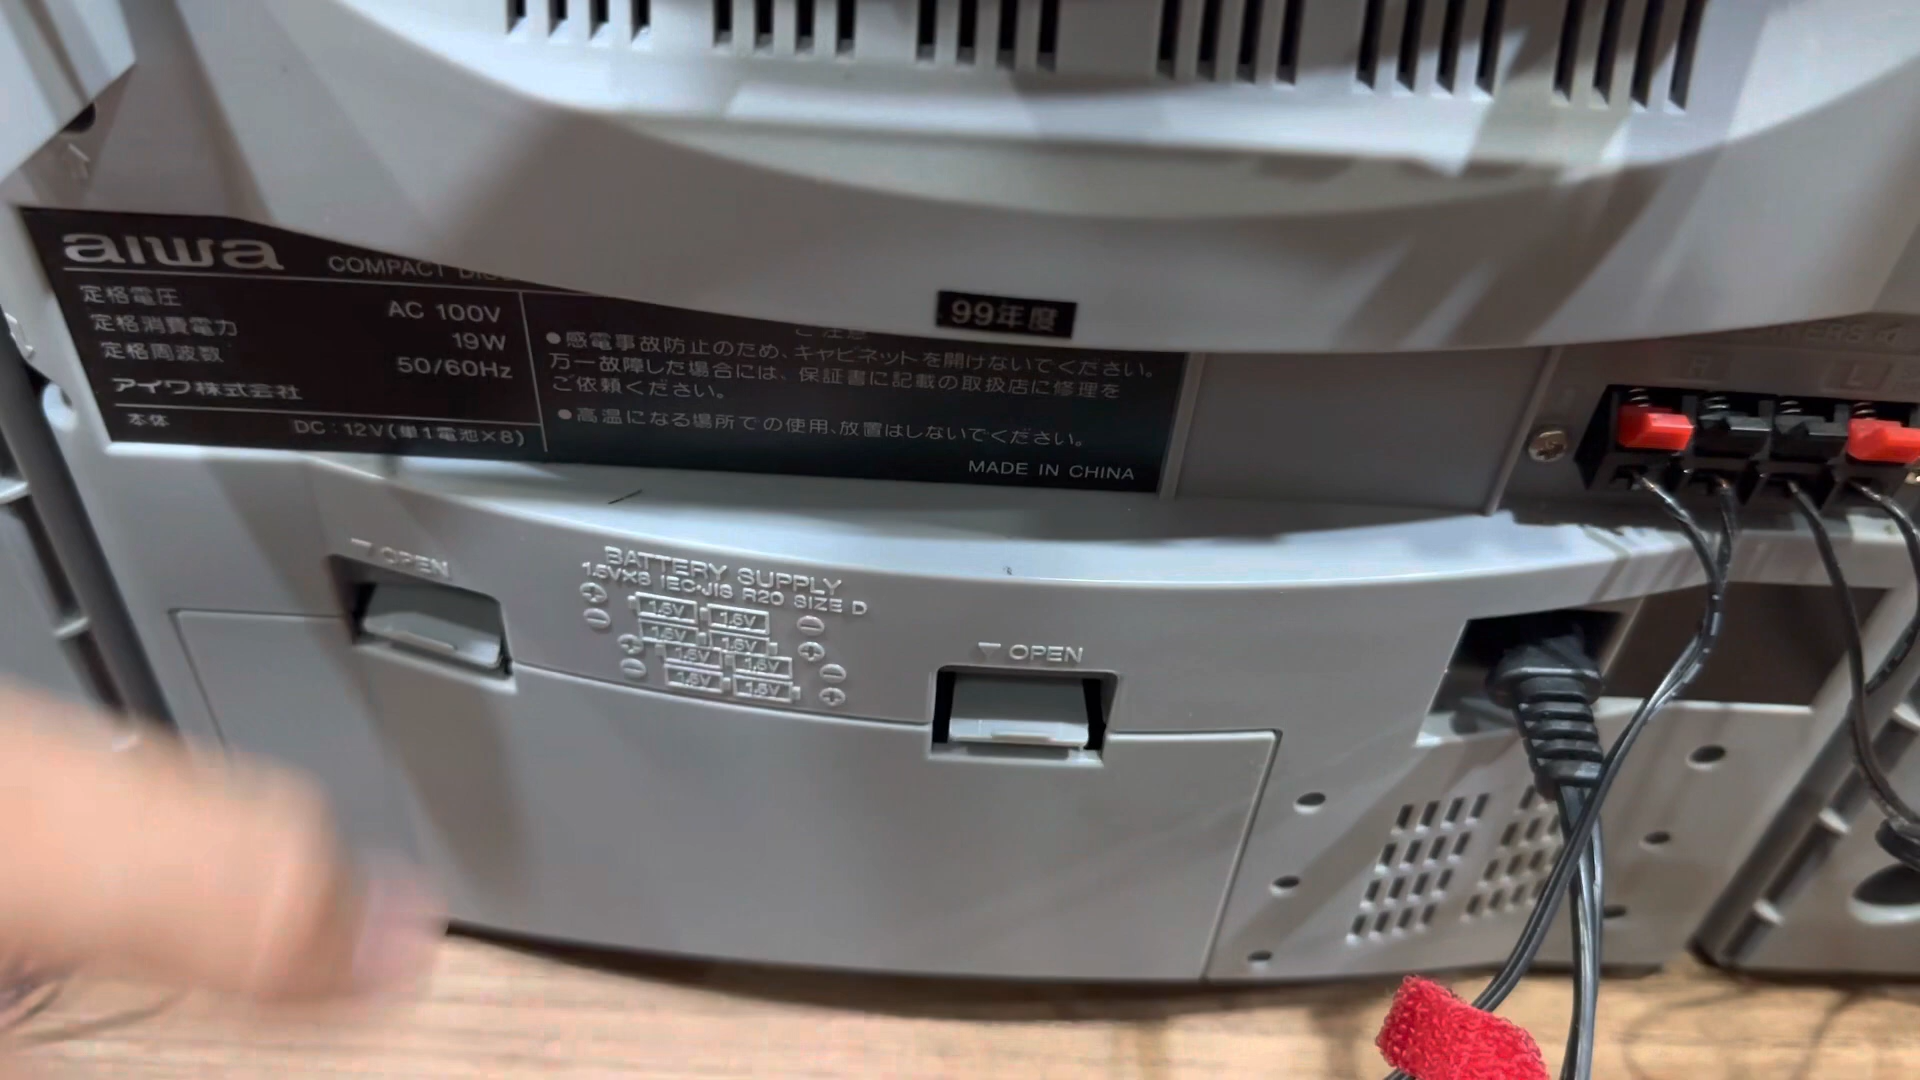 aiwa
COMPACT
定格電圧 AC 100V
定格消費電力 19W
定格周波数 50/60Hz
アイワ株式会社
本体 DC:12V(単1電池×8)
99年度
ご注意
●感電事故防止のため、キャビネットを開けないでください。
万一故障した場合には、保証書に記載の取扱店に修理を
ご依頼ください。
●高温になる場所での使用、放置はしないでください。
MADE IN CHINA
R
L
▽ OPEN
BATTERY SUPPLY
1.5V×8 IEC·JIS R20 SIZE D
⊕ 1.5V 1.5V ⊖
⊖ 1.5V 1.5V ⊕
⊕ 1.5V 1.5V ⊖
⊖ 1.5V 1.5V ⊕
▽ OPEN